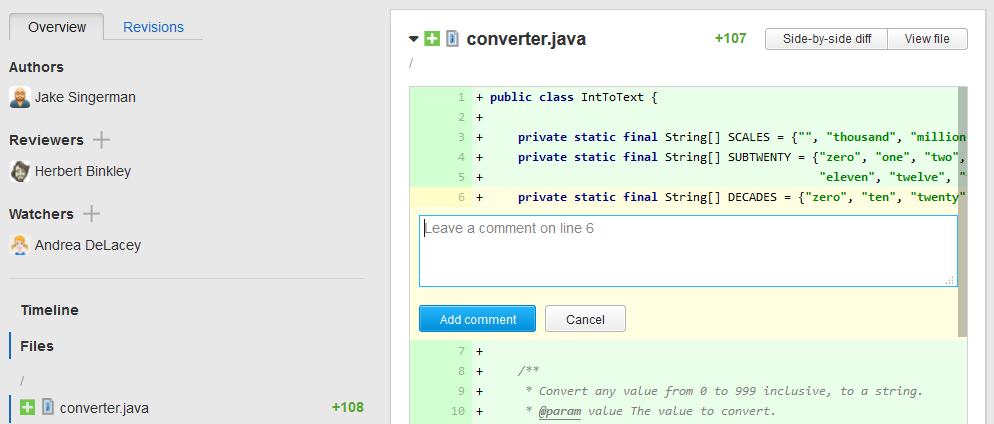 Overview Revisions
Authors
Jake Singerman
Reviewers
Herbert Binkley
Watchers
Andrea DeLacey
Timeline
Files
/
converter.java +108
converter.java +107 Side-by-side diff View file
/
1 + public class IntToText {
2 +
3 + private static final String[] SCALES = {"", "thousand", "million
4 + private static final String[] SUBTWENTY = {"zero", "one", "two",
5 + "eleven", "twelve", "
6 + private static final String[] DECADES = {"zero", "ten", "twenty"
Leave a comment on line 6
Add comment Cancel
7 +
8 + /**
9 + * Convert any value from 0 to 999 inclusive, to a string.
10 + * @param value The value to convert.